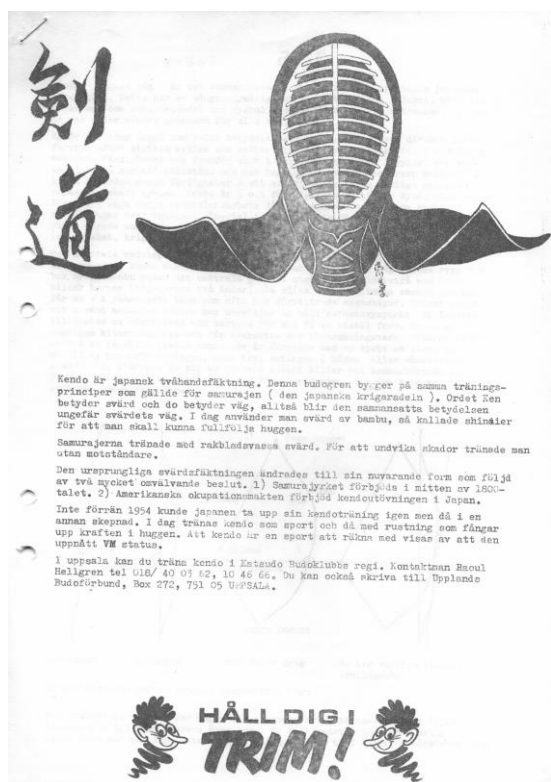 剣
道
Kendo är japansk tvåhandsfäktning. Denna budogren bygger på samma tränings-
principer som gällde för samurajen ( den japanska krigaradeln ). Ordet Ken
betyder svärd och do betyder väg, alltså blir den sammansatta betydelsen
ungefär svärdets väg. I dag använder man svärd av bambu, så kallade shinaier
för att man skall kunna fullfölja huggen.
Samurajerna tränade med rakbladsvassa svärd. För att undvika skador tränade man
utan motståndare.
Den ursprungliga svärdsfäktningen ändrades till sin nuvarande form som följd
av två mycket omvälvande beslut. 1) Samurajyrket förbjöds i mitten av 1800-
talet. 2) Amerikanska okupationsmakten förbjöd kendoutövningen i Japan.
Inte förrän 1954 kunde japanen ta upp sin kendoträning igen men då i en
annan skepnad. I dag tränas kendo som sport och då med rustning som fångar
upp kraften i huggen. Att kendo är en sport att räkna med visas av att den
uppnått VM status.
I uppsala kan du träna kendo i Katsudo Budoklubbs regi. Kontaktman Raoul
Hellgren tel 018/ 40 05 62, 10 46 66. Du kan också skriva till Upplands
Budoförbund, Box 272, 751 05 UPPSALA.
HÅLL DIG I
TRIM!